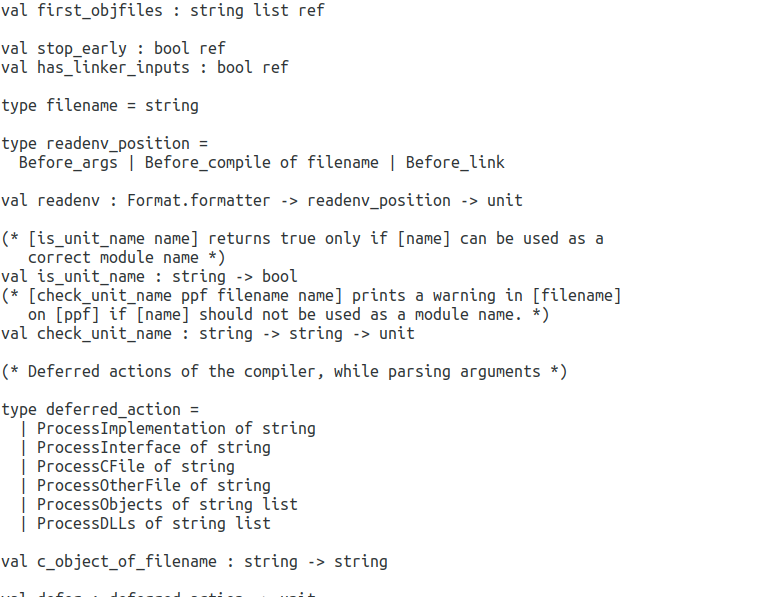 val first_objfiles : string list ref
val stop_early : bool ref
val has_linker_inputs : bool ref
type filename = string
type readenv_position =
  Before_args | Before_compile of filename | Before_link
val readenv : Format.formatter -> readenv_position -> unit
(* [is_unit_name name] returns true only if [name] can be used as a
   correct module name *)
val is_unit_name : string -> bool
(* [check_unit_name ppf filename name] prints a warning in [filename]
   on [ppf] if [name] should not be used as a module name. *)
val check_unit_name : string -> string -> unit
(* Deferred actions of the compiler, while parsing arguments *)
type deferred_action =
  | ProcessImplementation of string
  | ProcessInterface of string
  | ProcessCFile of string
  | ProcessOtherFile of string
  | ProcessObjects of string list
  | ProcessDLLs of string list
val c_object_of_filename : string -> string
val defer : deferred_action -> unit